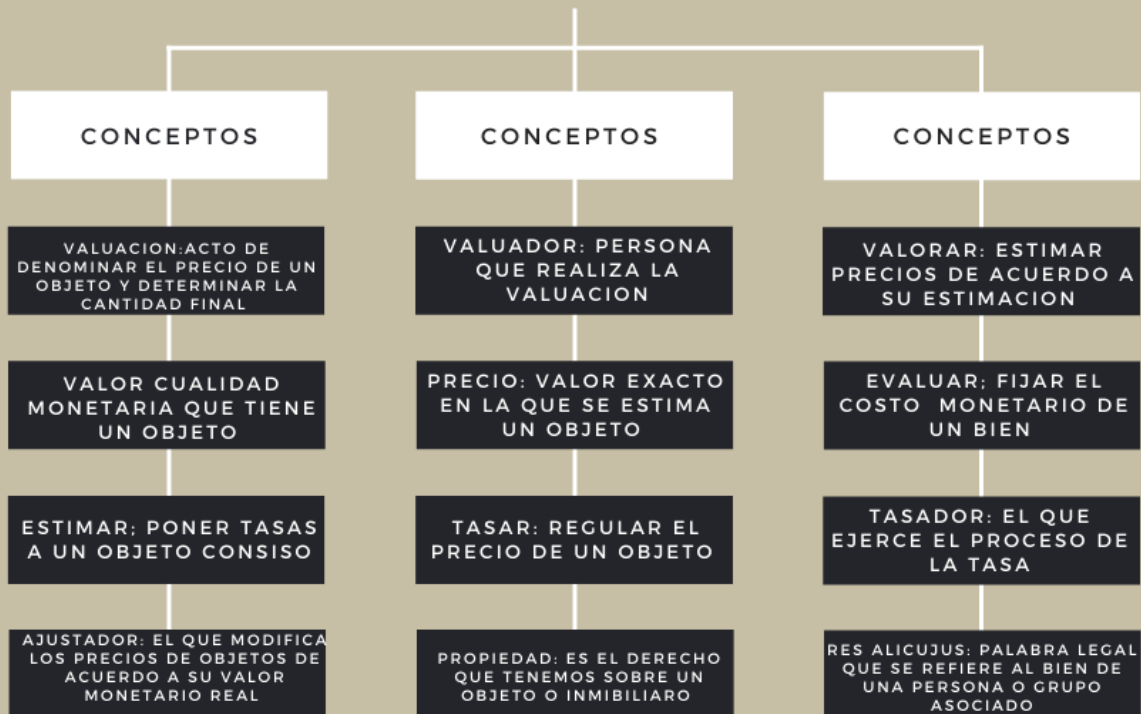 CONCEPTOS
VALUACION:ACTO DE
DENOMINAR EL PRECIO DE UN
OBJETO Y DETERMINAR LA
CANTIDAD FINAL
VALOR CUALIDAD
MONETARIA QUE TIENE
UN OBJETO
ESTIMAR; PONER TASAS
A UN OBJETO CONSISO
AJUSTADOR: EL QUE MODIFICA
LOS PRECIOS DE OBJETOS DE
ACUERDO A SU VALOR
MONETARIO REAL
CONCEPTOS
VALUADOR: PERSONA
QUE REALIZA LA
VALUACION
PRECIO: VALOR EXACTO
EN LA QUE SE ESTIMA
UN OBJETO
TASAR: REGULAR EL
PRECIO DE UN OBJETO
PROPIEDAD: ES EL DERECHO
QUE TENEMOS SOBRE UN
OBJETO O INMIBILIARO
CONCEPTOS
VALORAR: ESTIMAR
PRECIOS DE ACUERDO A
SU ESTIMACION
EVALUAR; FIJAR EL
COSTO MONETARIO DE
UN BIEN
TASADOR: EL QUE
EJERCE EL PROCESO DE
LA TASA
RES ALICUJUS: PALABRA LEGAL
QUE SE REFIERE AL BIEN DE
UNA PERSONA O GRUPO
ASOCIADO